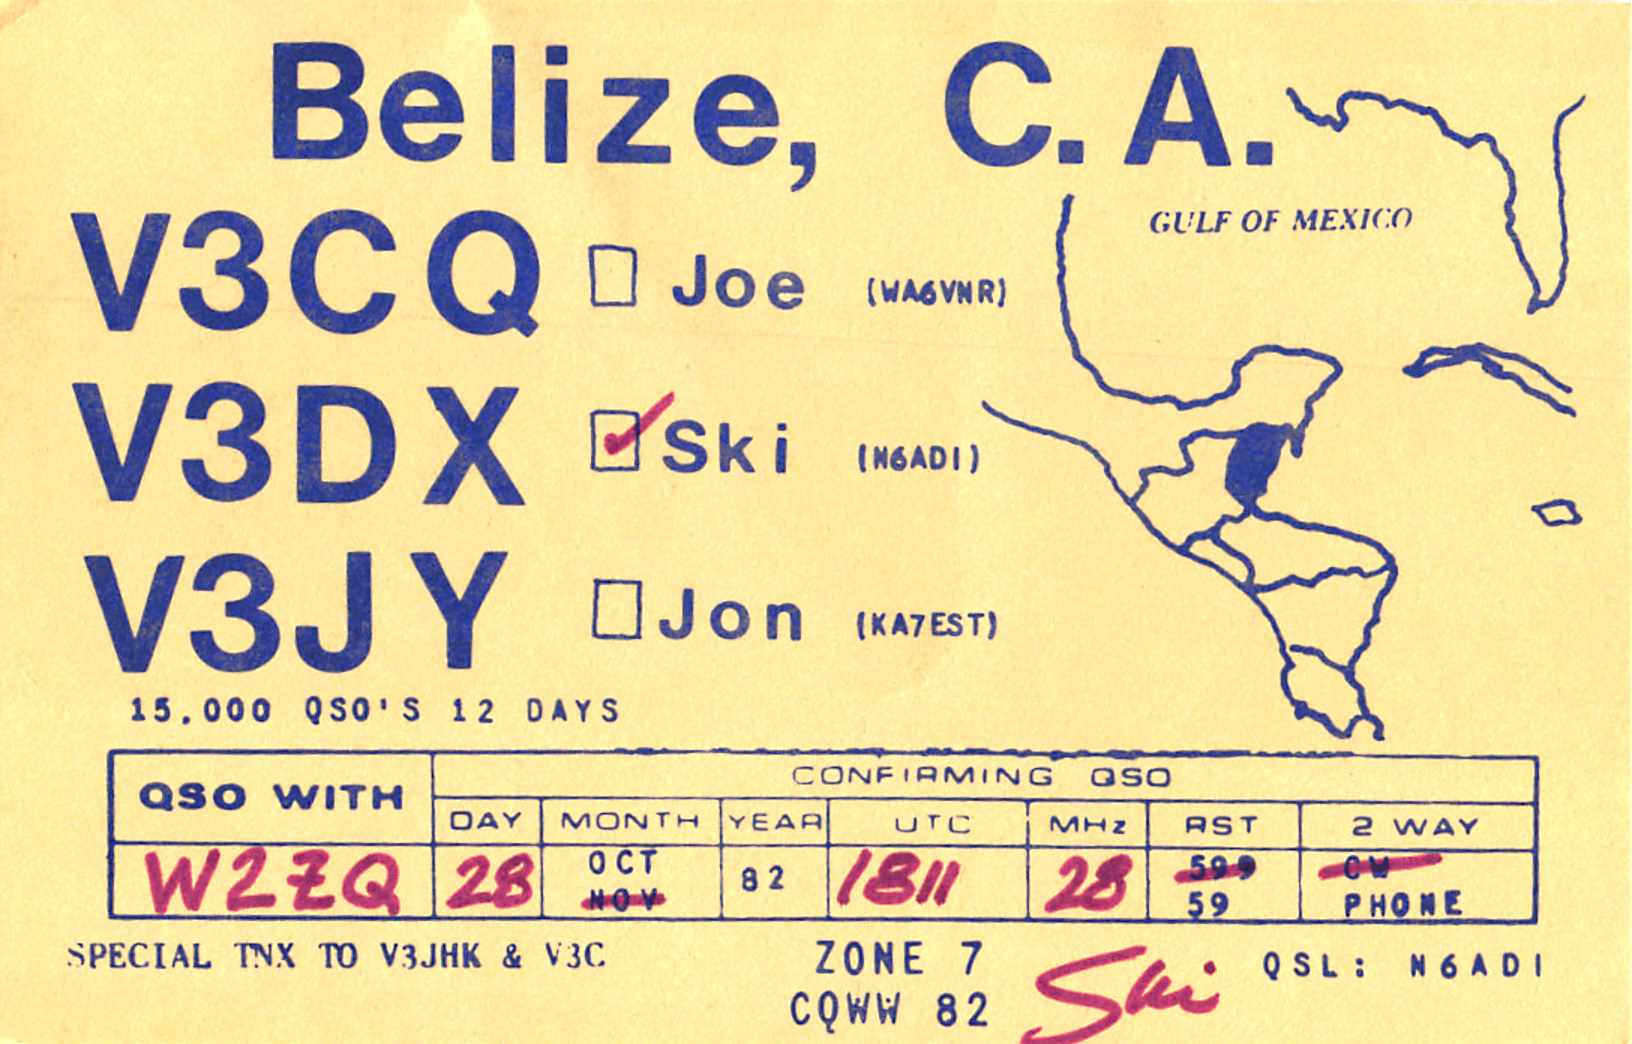 Belize, C.A.
GULF OF MEXICO
V3CQ Joe (WA6VNR)
V3DX ✓ Ski (N6ADI)
V3JY Jon (KA7EST)
15,000 QSO'S 12 DAYS
QSO WITH CONFIRMING QSO
DAY MONTH YEAR UTC MHz RST 2 WAY
W2ZQ 28 OCT NOV 82 1811 28 599 59 CW PHONE
SPECIAL TNX TO V3JHK & V3C ZONE 7 QSL: N6ADI
CQWW 82 Ski